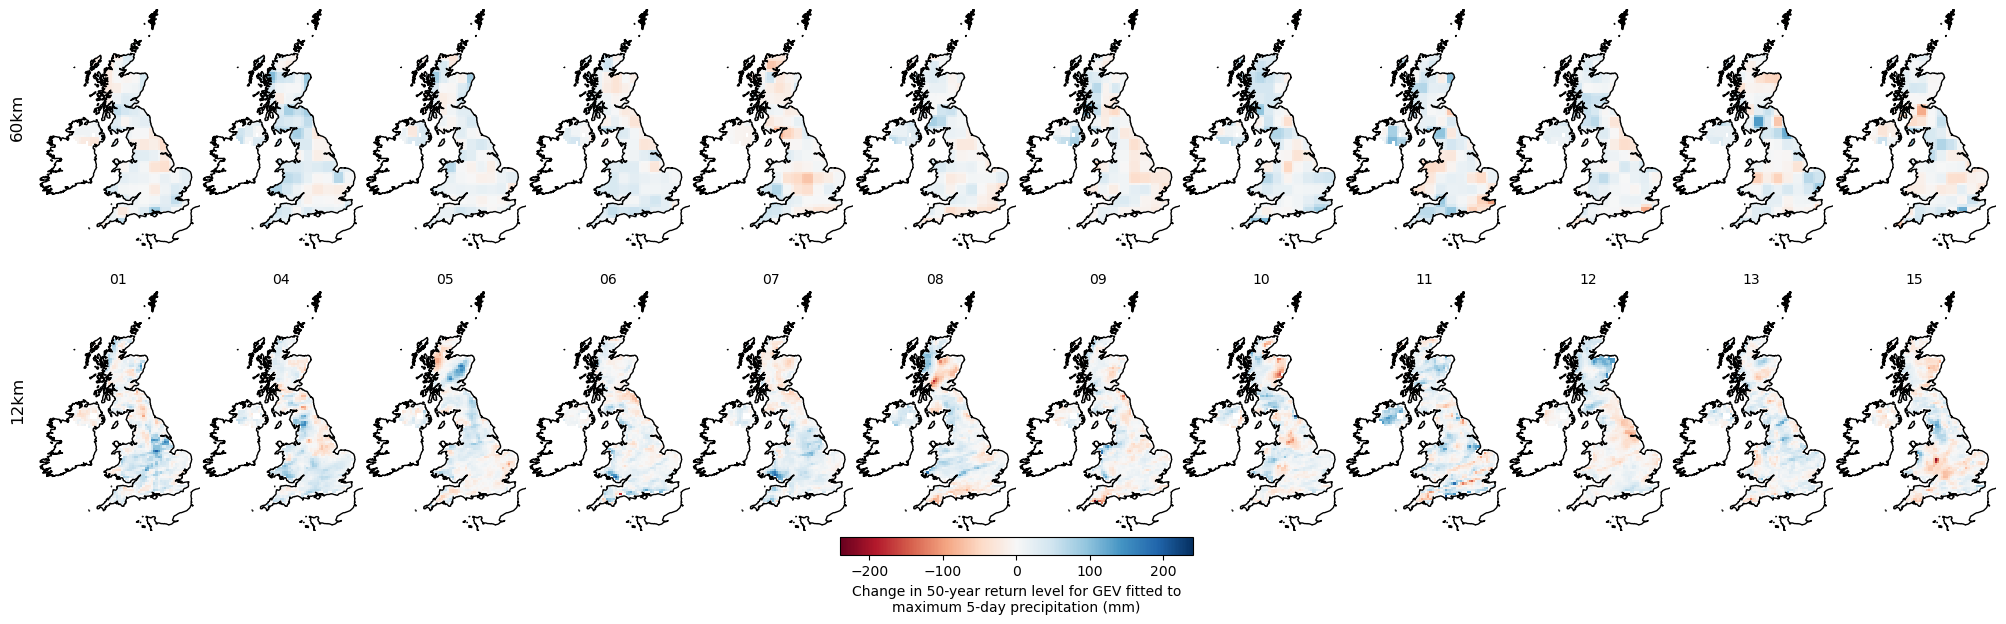 60km
01 04 05 06 07 08 09 10 11 12 13 15
12km
−200 −100 0 100 200
Change in 50-year return level for GEV fitted to
maximum 5-day precipitation (mm)